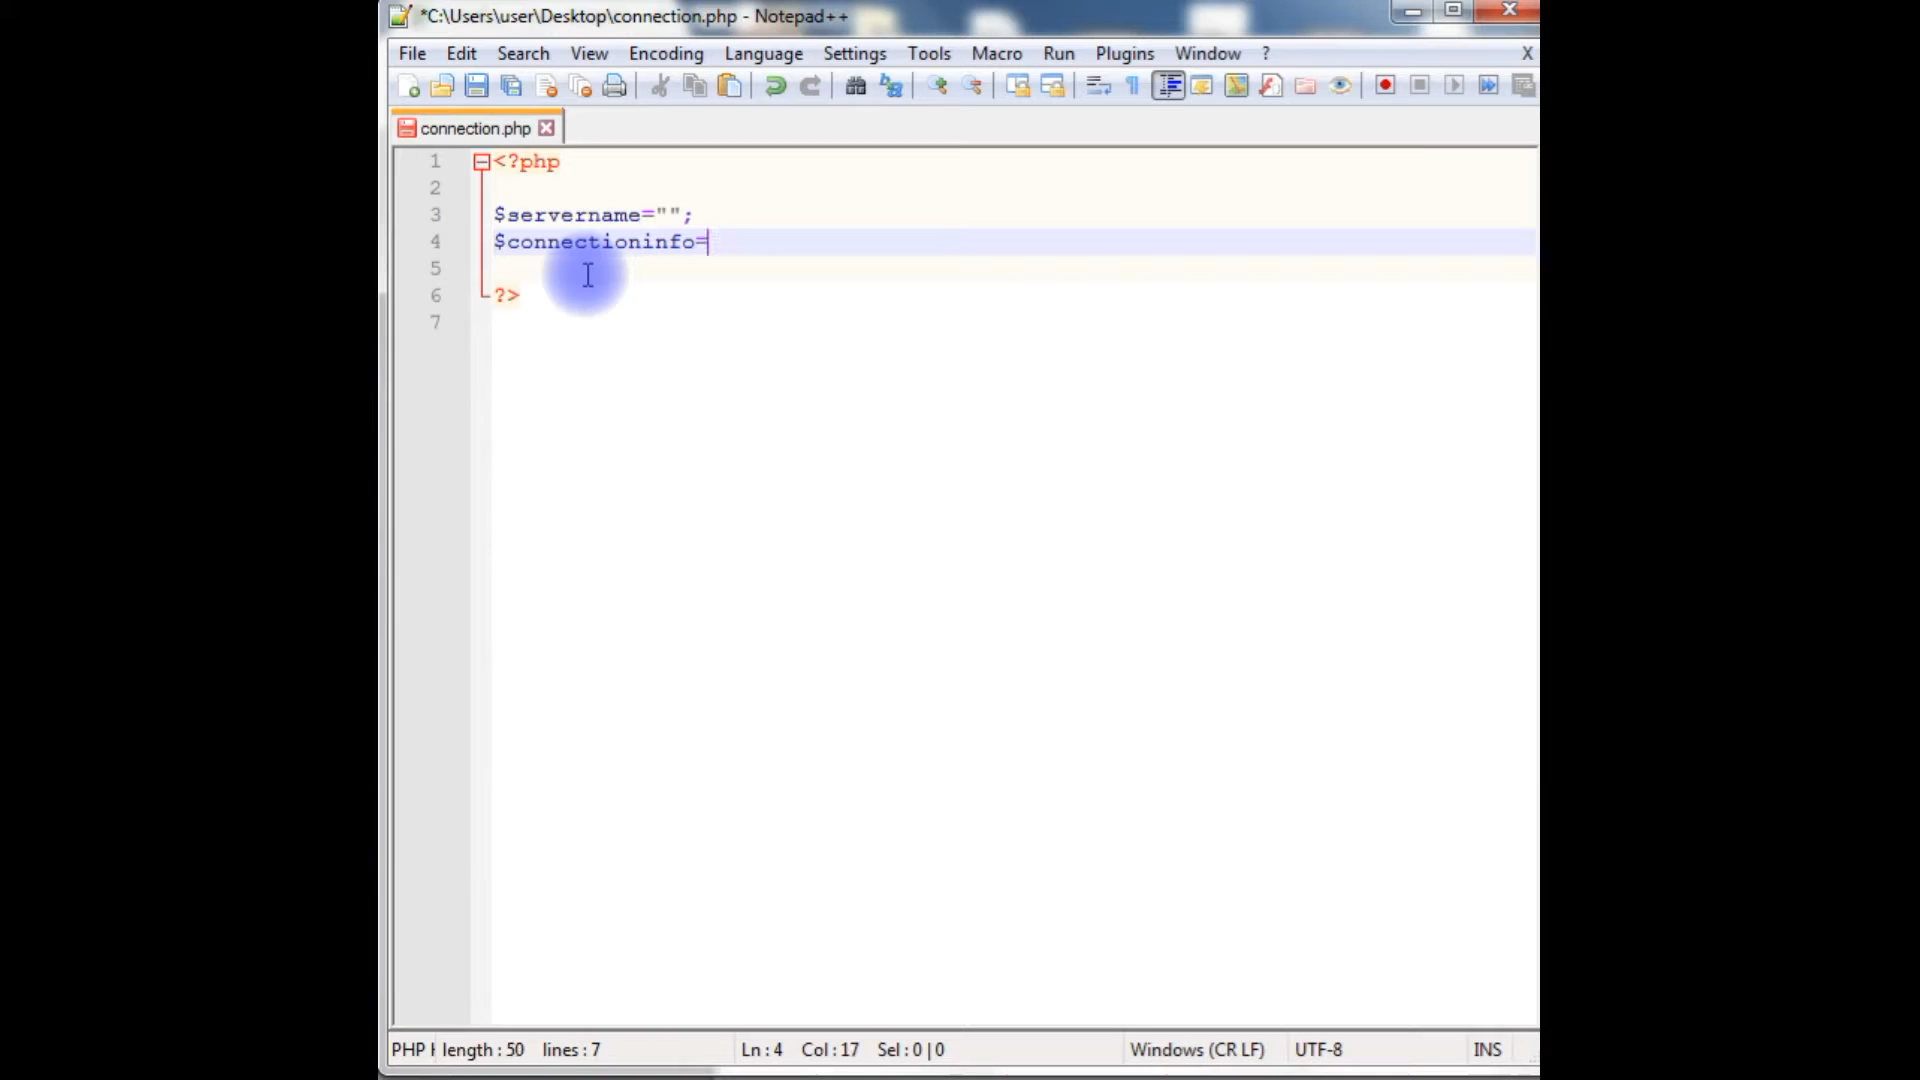 *C:\Users\user\Desktop\connection.php - Notepad++
File Edit Search View Encoding Language Settings Tools Macro Run Plugins Window ? X
connection.php
1 <?php
2
3 $servername="";
4 $connectioninfo=
5
6 ?>
7
PHP length : 50 lines : 7 Ln : 4 Col : 17 Sel : 0 | 0 Windows (CR LF) UTF-8 INS